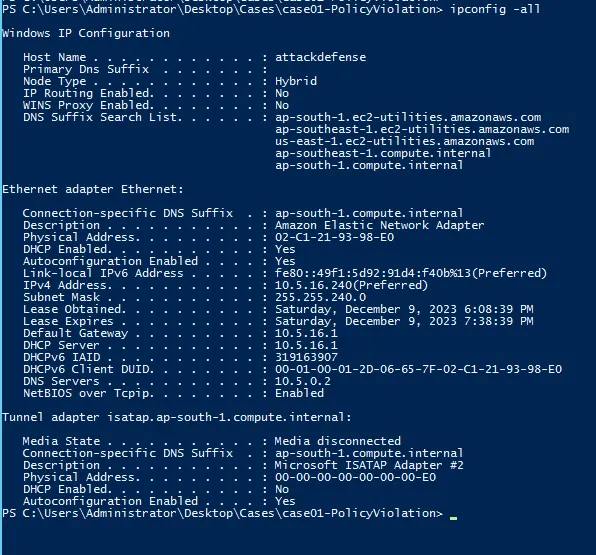 PS C:\Users\Administrator\Desktop\Cases\case01-PolicyViolation> ipconfig -all
Windows IP Configuration
Host Name . . . . . . . . . . . . : attackdefense
Primary Dns Suffix . . . . . . . :
Node Type . . . . . . . . . . . . : Hybrid
IP Routing Enabled. . . . . . . . : No
WINS Proxy Enabled. . . . . . . . : No
DNS Suffix Search List. . . . . . : ap-south-1.ec2-utilities.amazonaws.com
ap-southeast-1.ec2-utilities.amazonaws.com
us-east-1.ec2-utilities.amazonaws.com
ap-southeast-1.compute.internal
ap-south-1.compute.internal
Ethernet adapter Ethernet:
Connection-specific DNS Suffix . : ap-south-1.compute.internal
Description . . . . . . . . . . . : Amazon Elastic Network Adapter
Physical Address. . . . . . . . . : 02-C1-21-93-98-E0
DHCP Enabled. . . . . . . . . . . : Yes
Autoconfiguration Enabled . . . . : Yes
Link-local IPv6 Address . . . . . : fe80::49f1:5d92:91d4:f40b%13(Preferred)
IPv4 Address. . . . . . . . . . . : 10.5.16.240(Preferred)
Subnet Mask . . . . . . . . . . . : 255.255.240.0
Lease Obtained. . . . . . . . . . : Saturday, December 9, 2023 6:08:39 PM
Lease Expires . . . . . . . . . . : Saturday, December 9, 2023 7:38:39 PM
Default Gateway . . . . . . . . . : 10.5.16.1
DHCP Server . . . . . . . . . . . : 10.5.16.1
DHCPv6 IAID . . . . . . . . . . . : 319163907
DHCPv6 Client DUID. . . . . . . . : 00-01-00-01-2D-06-65-7F-02-C1-21-93-98-E0
DNS Servers . . . . . . . . . . . : 10.5.0.2
NetBIOS over Tcpip. . . . . . . . : Enabled
Tunnel adapter isatap.ap-south-1.compute.internal:
Media State . . . . . . . . . . . : Media disconnected
Connection-specific DNS Suffix . : ap-south-1.compute.internal
Description . . . . . . . . . . . : Microsoft ISATAP Adapter #2
Physical Address. . . . . . . . . : 00-00-00-00-00-00-00-E0
DHCP Enabled. . . . . . . . . . . : No
Autoconfiguration Enabled . . . . : Yes
PS C:\Users\Administrator\Desktop\Cases\case01-PolicyViolation>